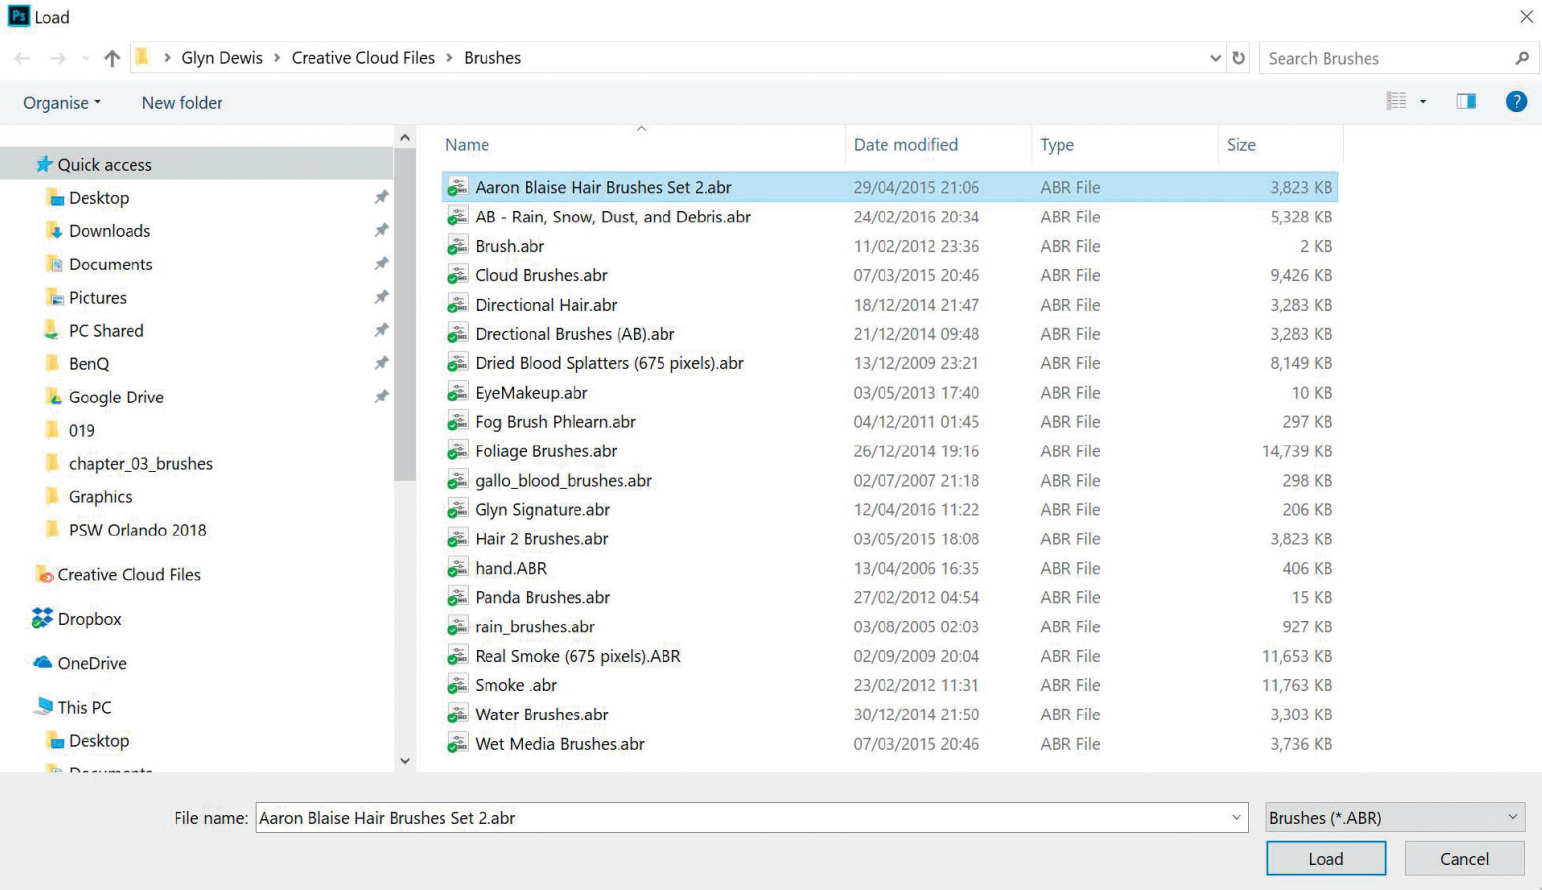 Ps Load
Glyn Dewis > Creative Cloud Files > Brushes
Search Brushes
Organise
New folder
?
Quick access
Desktop
Downloads
Documents
Pictures
PC Shared
BenQ
Google Drive
019
chapter_03_brushes
Graphics
PSW Orlando 2018
Creative Cloud Files
Dropbox
OneDrive
This PC
Desktop
Documents
Name Date modified Type Size
Aaron Blaise Hair Brushes Set 2.abr 29/04/2015 21:06 ABR File 3,823 KB
AB - Rain, Snow, Dust, and Debris.abr 24/02/2016 20:34 ABR File 5,328 KB
Brush.abr 11/02/2012 23:36 ABR File 2 KB
Cloud Brushes.abr 07/03/2015 20:46 ABR File 9,426 KB
Directional Hair.abr 18/12/2014 21:47 ABR File 3,283 KB
Drectional Brushes (AB).abr 21/12/2014 09:48 ABR File 3,283 KB
Dried Blood Splatters (675 pixels).abr 13/12/2009 23:21 ABR File 8,149 KB
EyeMakeup.abr 03/05/2013 17:40 ABR File 10 KB
Fog Brush Phlearn.abr 04/12/2011 01:45 ABR File 297 KB
Foliage Brushes.abr 26/12/2014 19:16 ABR File 14,739 KB
gallo_blood_brushes.abr 02/07/2007 21:18 ABR File 298 KB
Glyn Signature.abr 12/04/2016 11:22 ABR File 206 KB
Hair 2 Brushes.abr 03/05/2015 18:08 ABR File 3,823 KB
hand.ABR 13/04/2006 16:35 ABR File 406 KB
Panda Brushes.abr 27/02/2012 04:54 ABR File 15 KB
rain_brushes.abr 03/08/2005 02:03 ABR File 927 KB
Real Smoke (675 pixels).ABR 02/09/2009 20:04 ABR File 11,653 KB
Smoke .abr 23/02/2012 11:31 ABR File 11,763 KB
Water Brushes.abr 30/12/2014 21:50 ABR File 3,303 KB
Wet Media Brushes.abr 07/03/2015 20:46 ABR File 3,736 KB
File name: Aaron Blaise Hair Brushes Set 2.abr
Brushes (*.ABR)
Load
Cancel